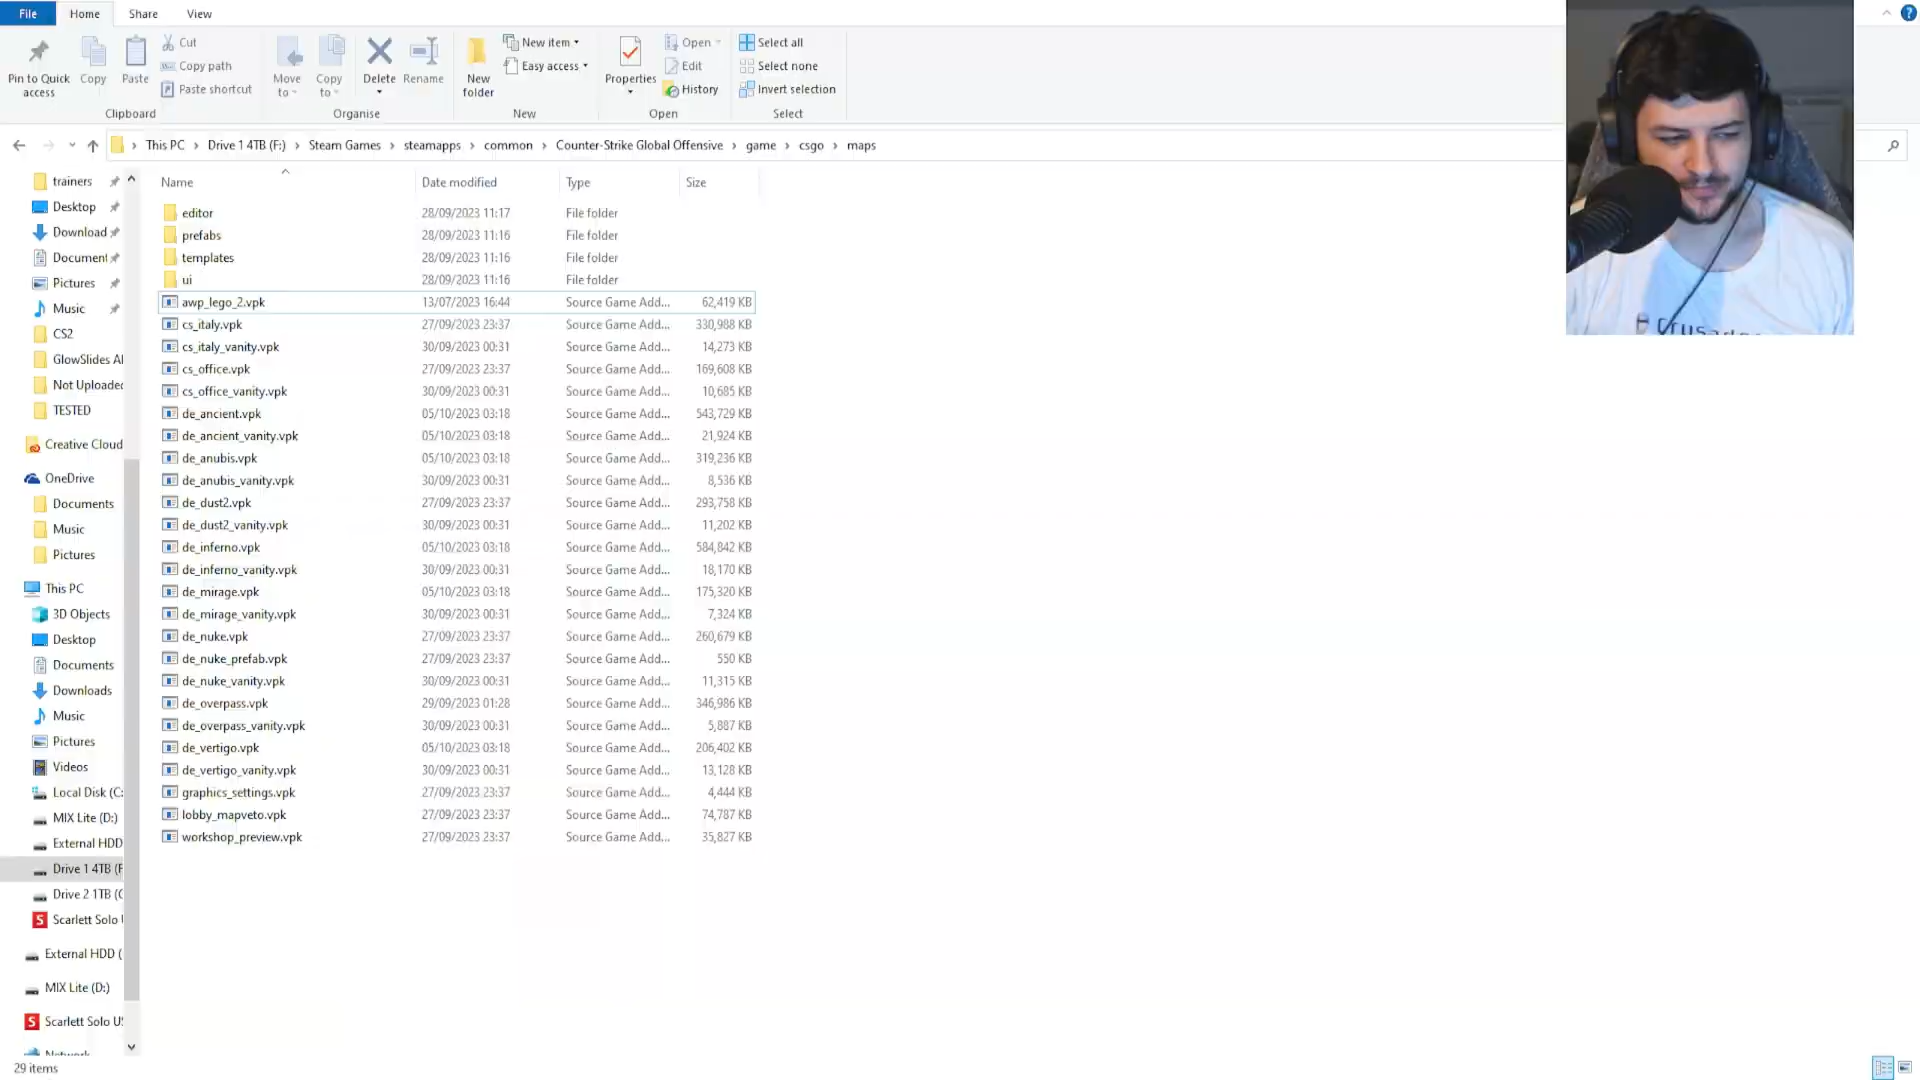 File Home Share View
Pin to Quick access
Copy
Paste
Cut
Copy path
Paste shortcut
Clipboard
Move to
Copy to
Delete
Rename
Organise
New folder
New item
Easy access
New
Properties
Open
Edit
History
Open
Select all
Select none
Invert selection
Select
This PC › Drive 1 4TB (F:) › Steam Games › steamapps › common › Counter-Strike Global Offensive › game › csgo › maps
Name Date modified Type Size
trainers
Desktop
Download
Document
Pictures
Music
CS2
GlowSlides Al
Not Uploaded
TESTED
Creative Cloud
OneDrive
Documents
Music
Pictures
This PC
3D Objects
Desktop
Documents
Downloads
Music
Pictures
Videos
Local Disk (C:
MIX Lite (D:)
External HDD
Drive 1 4TB (F
Drive 2 1TB (
Scarlett Solo
External HDD (
MIX Lite (D:)
Scarlett Solo US
Network
editor 28/09/2023 11:17 File folder
prefabs 28/09/2023 11:16 File folder
templates 28/09/2023 11:16 File folder
ui 28/09/2023 11:16 File folder
awp_lego_2.vpk 13/07/2023 16:44 Source Game Add... 62,419 KB
cs_italy.vpk 27/09/2023 23:37 Source Game Add... 330,988 KB
cs_italy_vanity.vpk 30/09/2023 00:31 Source Game Add... 14,273 KB
cs_office.vpk 27/09/2023 23:37 Source Game Add... 169,608 KB
cs_office_vanity.vpk 30/09/2023 00:31 Source Game Add... 10,685 KB
de_ancient.vpk 05/10/2023 03:18 Source Game Add... 543,729 KB
de_ancient_vanity.vpk 05/10/2023 03:18 Source Game Add... 21,924 KB
de_anubis.vpk 05/10/2023 03:18 Source Game Add... 319,236 KB
de_anubis_vanity.vpk 30/09/2023 00:31 Source Game Add... 8,536 KB
de_dust2.vpk 27/09/2023 23:37 Source Game Add... 293,758 KB
de_dust2_vanity.vpk 30/09/2023 00:31 Source Game Add... 11,202 KB
de_inferno.vpk 05/10/2023 03:18 Source Game Add... 584,842 KB
de_inferno_vanity.vpk 30/09/2023 00:31 Source Game Add... 18,170 KB
de_mirage.vpk 05/10/2023 03:18 Source Game Add... 175,320 KB
de_mirage_vanity.vpk 30/09/2023 00:31 Source Game Add... 7,324 KB
de_nuke.vpk 27/09/2023 23:37 Source Game Add... 260,679 KB
de_nuke_prefab.vpk 27/09/2023 23:37 Source Game Add... 550 KB
de_nuke_vanity.vpk 30/09/2023 00:31 Source Game Add... 11,315 KB
de_overpass.vpk 29/09/2023 01:28 Source Game Add... 346,986 KB
de_overpass_vanity.vpk 30/09/2023 00:31 Source Game Add... 5,887 KB
de_vertigo.vpk 05/10/2023 03:18 Source Game Add... 206,402 KB
de_vertigo_vanity.vpk 30/09/2023 00:31 Source Game Add... 13,128 KB
graphics_settings.vpk 27/09/2023 23:37 Source Game Add... 4,444 KB
lobby_mapveto.vpk 27/09/2023 23:37 Source Game Add... 74,787 KB
workshop_preview.vpk 27/09/2023 23:37 Source Game Add... 35,827 KB
29 items